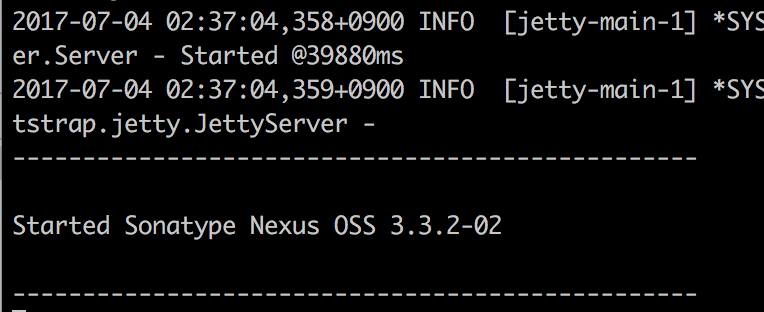 2017-07-04 02:37:04,358+0900 INFO  [jetty-main-1] *SYS
er.Server - Started @39880ms
2017-07-04 02:37:04,359+0900 INFO  [jetty-main-1] *SYS
tstrap.jetty.JettyServer -
-------------------------------------------------
Started Sonatype Nexus OSS 3.3.2-02
-------------------------------------------------